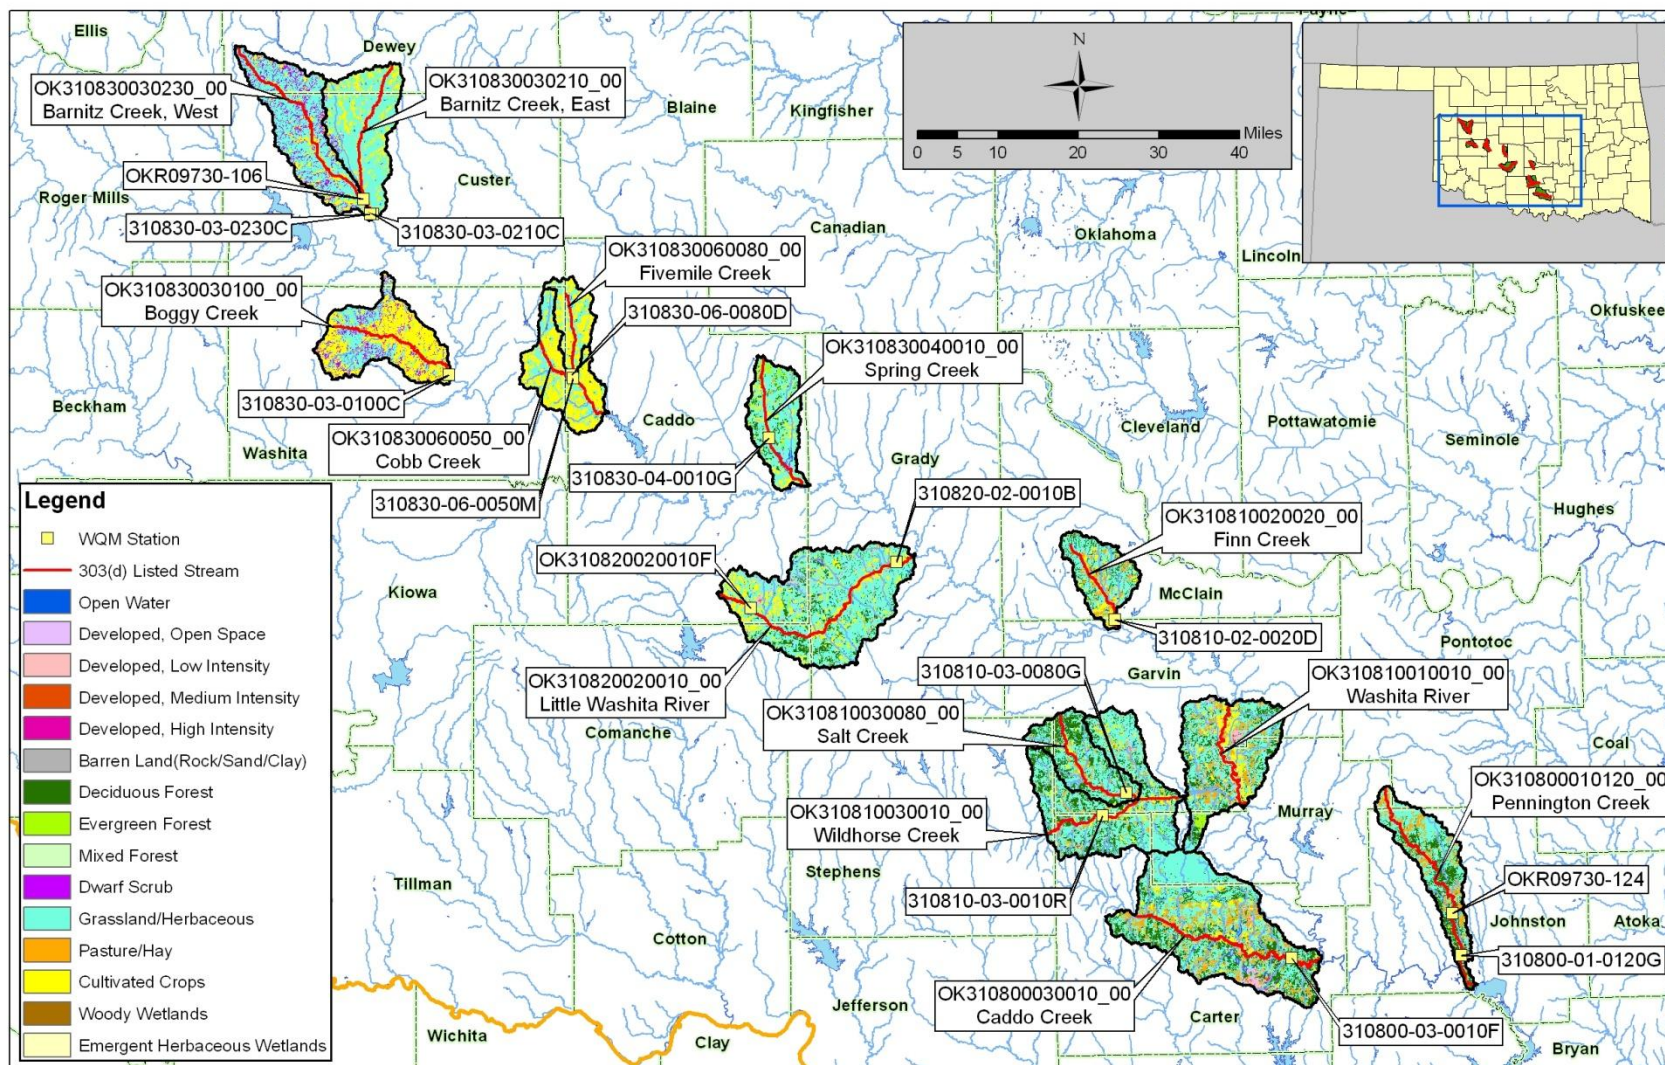 Ellis
Dewey
OK310830030230_00
Barnitz Creek, West
OK310830030210_00
Barnitz Creek, East
Blaine
Kingfisher
N
Miles
0 5 10 20 30 40
OKR09730-106
Custer
Roger Mills
310830-03-0230C
310830-03-0210C
Canadian
Oklahoma
Lincoln
OK310830060080_00
Fivemile Creek
OK310830030100_00
Boggy Creek
310830-06-0080D
Okfuskee
OK310830040010_00
Spring Creek
310830-03-0100C
Beckham
Caddo
Cleveland
Pottawatomie
Seminole
OK310830060050_00
Cobb Creek
Washita
Grady
310830-04-0010G
310830-06-0050M
310820-02-0010B
Hughes
OK310810020020_00
Finn Creek
OK310820020010F
Kiowa
McClain
310810-02-0020D
Pontotoc
OK310820020010_00
Little Washita River
310810-03-0080G
Garvin
OK310810010010_00
Washita River
OK310810030080_00
Salt Creek
Comanche
Coal
OK310800010120_00
Pennington Creek
OK310810030010_00
Wildhorse Creek
Murray
Stephens
Tillman
310810-03-0010R
OKR09730-124
Johnston
Atoka
Cotton
310800-01-0120G
OK310800030010_00
Caddo Creek
Jefferson
Carter
310800-03-0010F
Wichita
Clay
Bryan
Legend
WQM Station
303(d) Listed Stream
Open Water
Developed, Open Space
Developed, Low Intensity
Developed, Medium Intensity
Developed, High Intensity
Barren Land(Rock/Sand/Clay)
Deciduous Forest
Evergreen Forest
Mixed Forest
Dwarf Scrub
Grassland/Herbaceous
Pasture/Hay
Cultivated Crops
Woody Wetlands
Emergent Herbaceous Wetlands